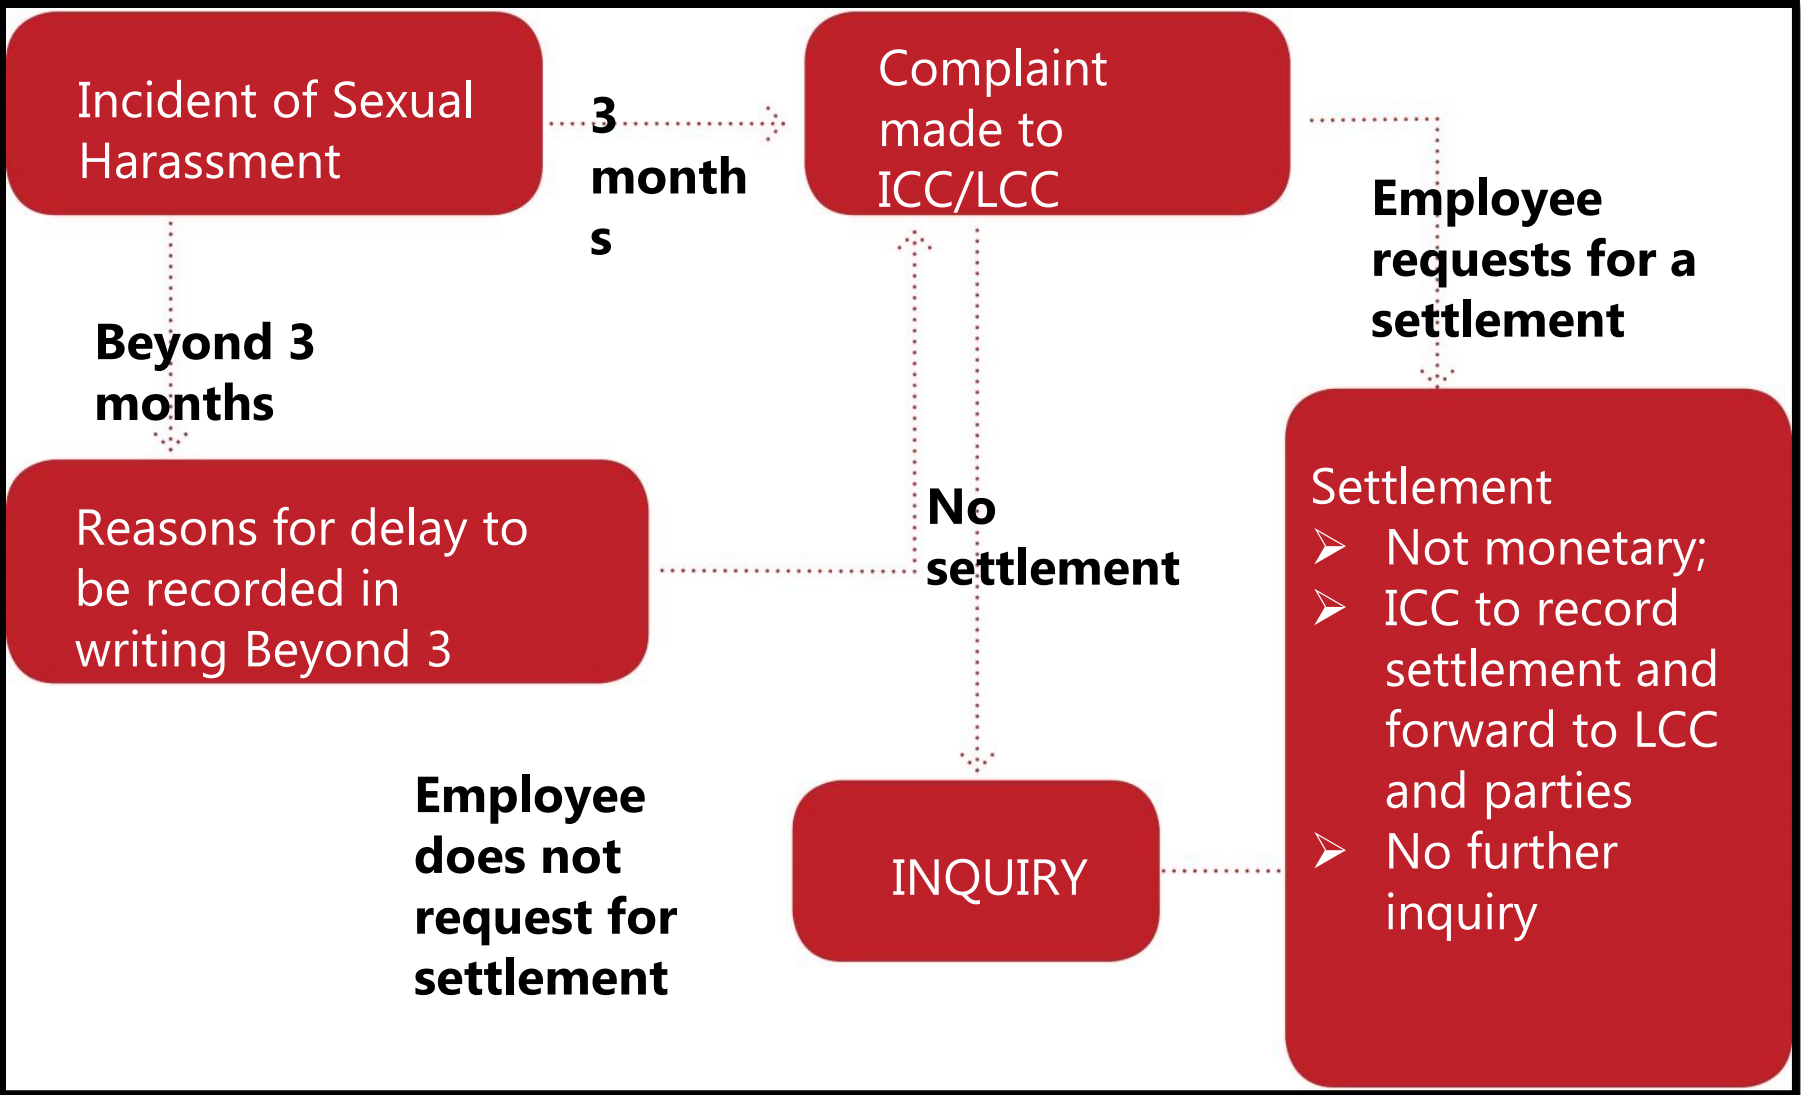 Incident of Sexual
Harassment
3
month
s
Complaint
made to
ICC/LCC
Employee
requests for a
settlement
Beyond 3
months
Reasons for delay to
be recorded in
writing Beyond 3
No
settlement
Settlement
➢ Not monetary;
➢ ICC to record
settlement and
forward to LCC
and parties
➢ No further
inquiry
Employee
does not
request for
settlement
INQUIRY